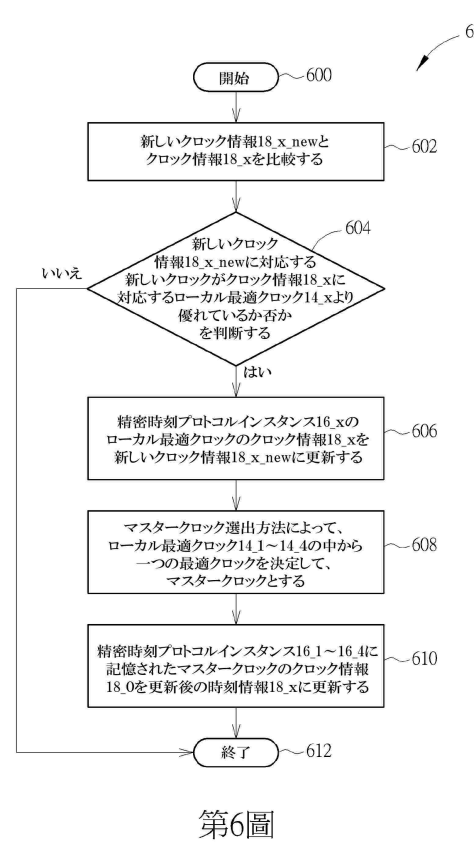 6
開始
600
新しいクロック情報18_x_newと
クロック情報18_xを比較する
602
604
新しいクロック
情報18_x_newに対応する
新しいクロックがクロック情報18_xに
対応するローカル最適クロック14_xより
優れているか否か
を判断する
いいえ
はい
精密時刻プロトコルインスタンス16_xの
ローカル最適クロックのクロック情報18_xを
新しいクロック情報18_x_newに更新する
606
マスタークロック選出方法によって、
ローカル最適クロック14_1～14_4の中から
一つの最適クロックを決定して、
マスタークロックとする
608
精密時刻プロトコルインスタンス16_1～16_4に
記憶されたマスタークロックのクロック情報
18_0を更新後の時刻情報18_xに更新する
610
終了
612
第6圖